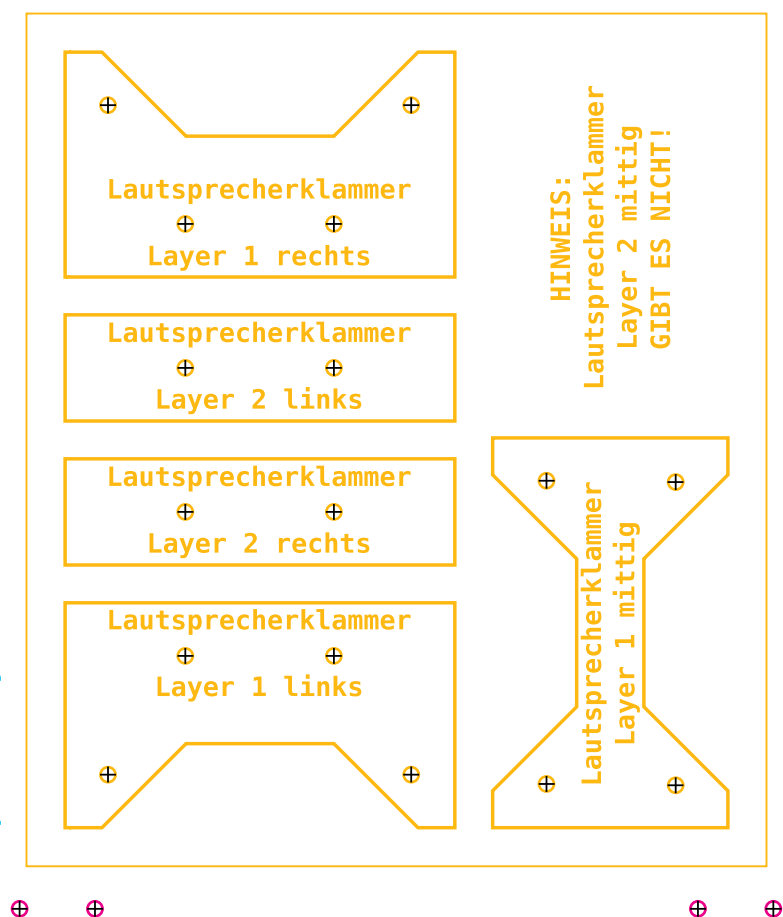 Lautsprecherklammer
Layer 1 rechts
Lautsprecherklammer
Layer 2 links
Lautsprecherklammer
Layer 2 rechts
Lautsprecherklammer
Layer 1 links
HINWEIS:
Lautsprecherklammer
Layer 2 mittig
GIBT ES NICHT!
Lautsprecherklammer
Layer 1 mittig